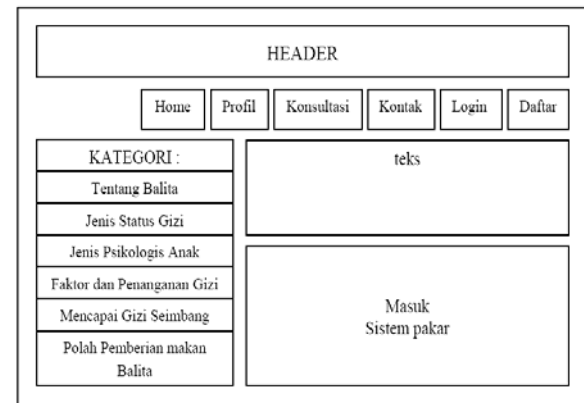 HEADER
Home Profil Konsultasi Kontak Login Daftar
KATEGORI :
Tentang Balita
Jenis Status Gizi
Jenis Psikologis Anak
Faktor dan Penanganan Gizi
Mencapai Gizi Seimbang
Polah Pemberian makan
Balita
teks
Masuk
Sistem pakar